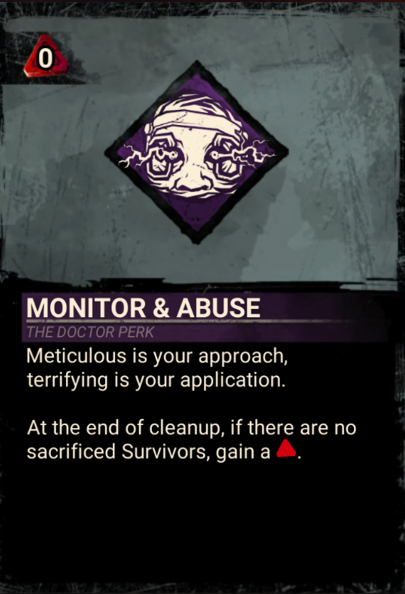 0
MONITOR & ABUSE
THE DOCTOR PERK
Meticulous is your approach,
terrifying is your application.
At the end of cleanup, if there are no
sacrificed Survivors, gain a .